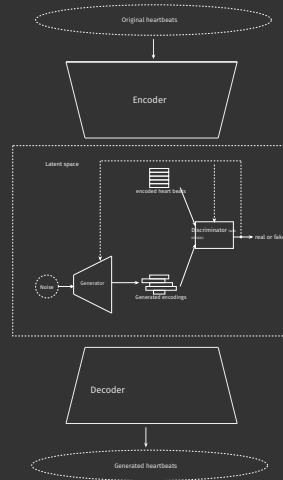 Original heartbeats
Encoder
Latent space
encoded heart beats
Discriminator
real or fake
Noise
Generator
Generated encodings
Decoder
Generated heartbeats